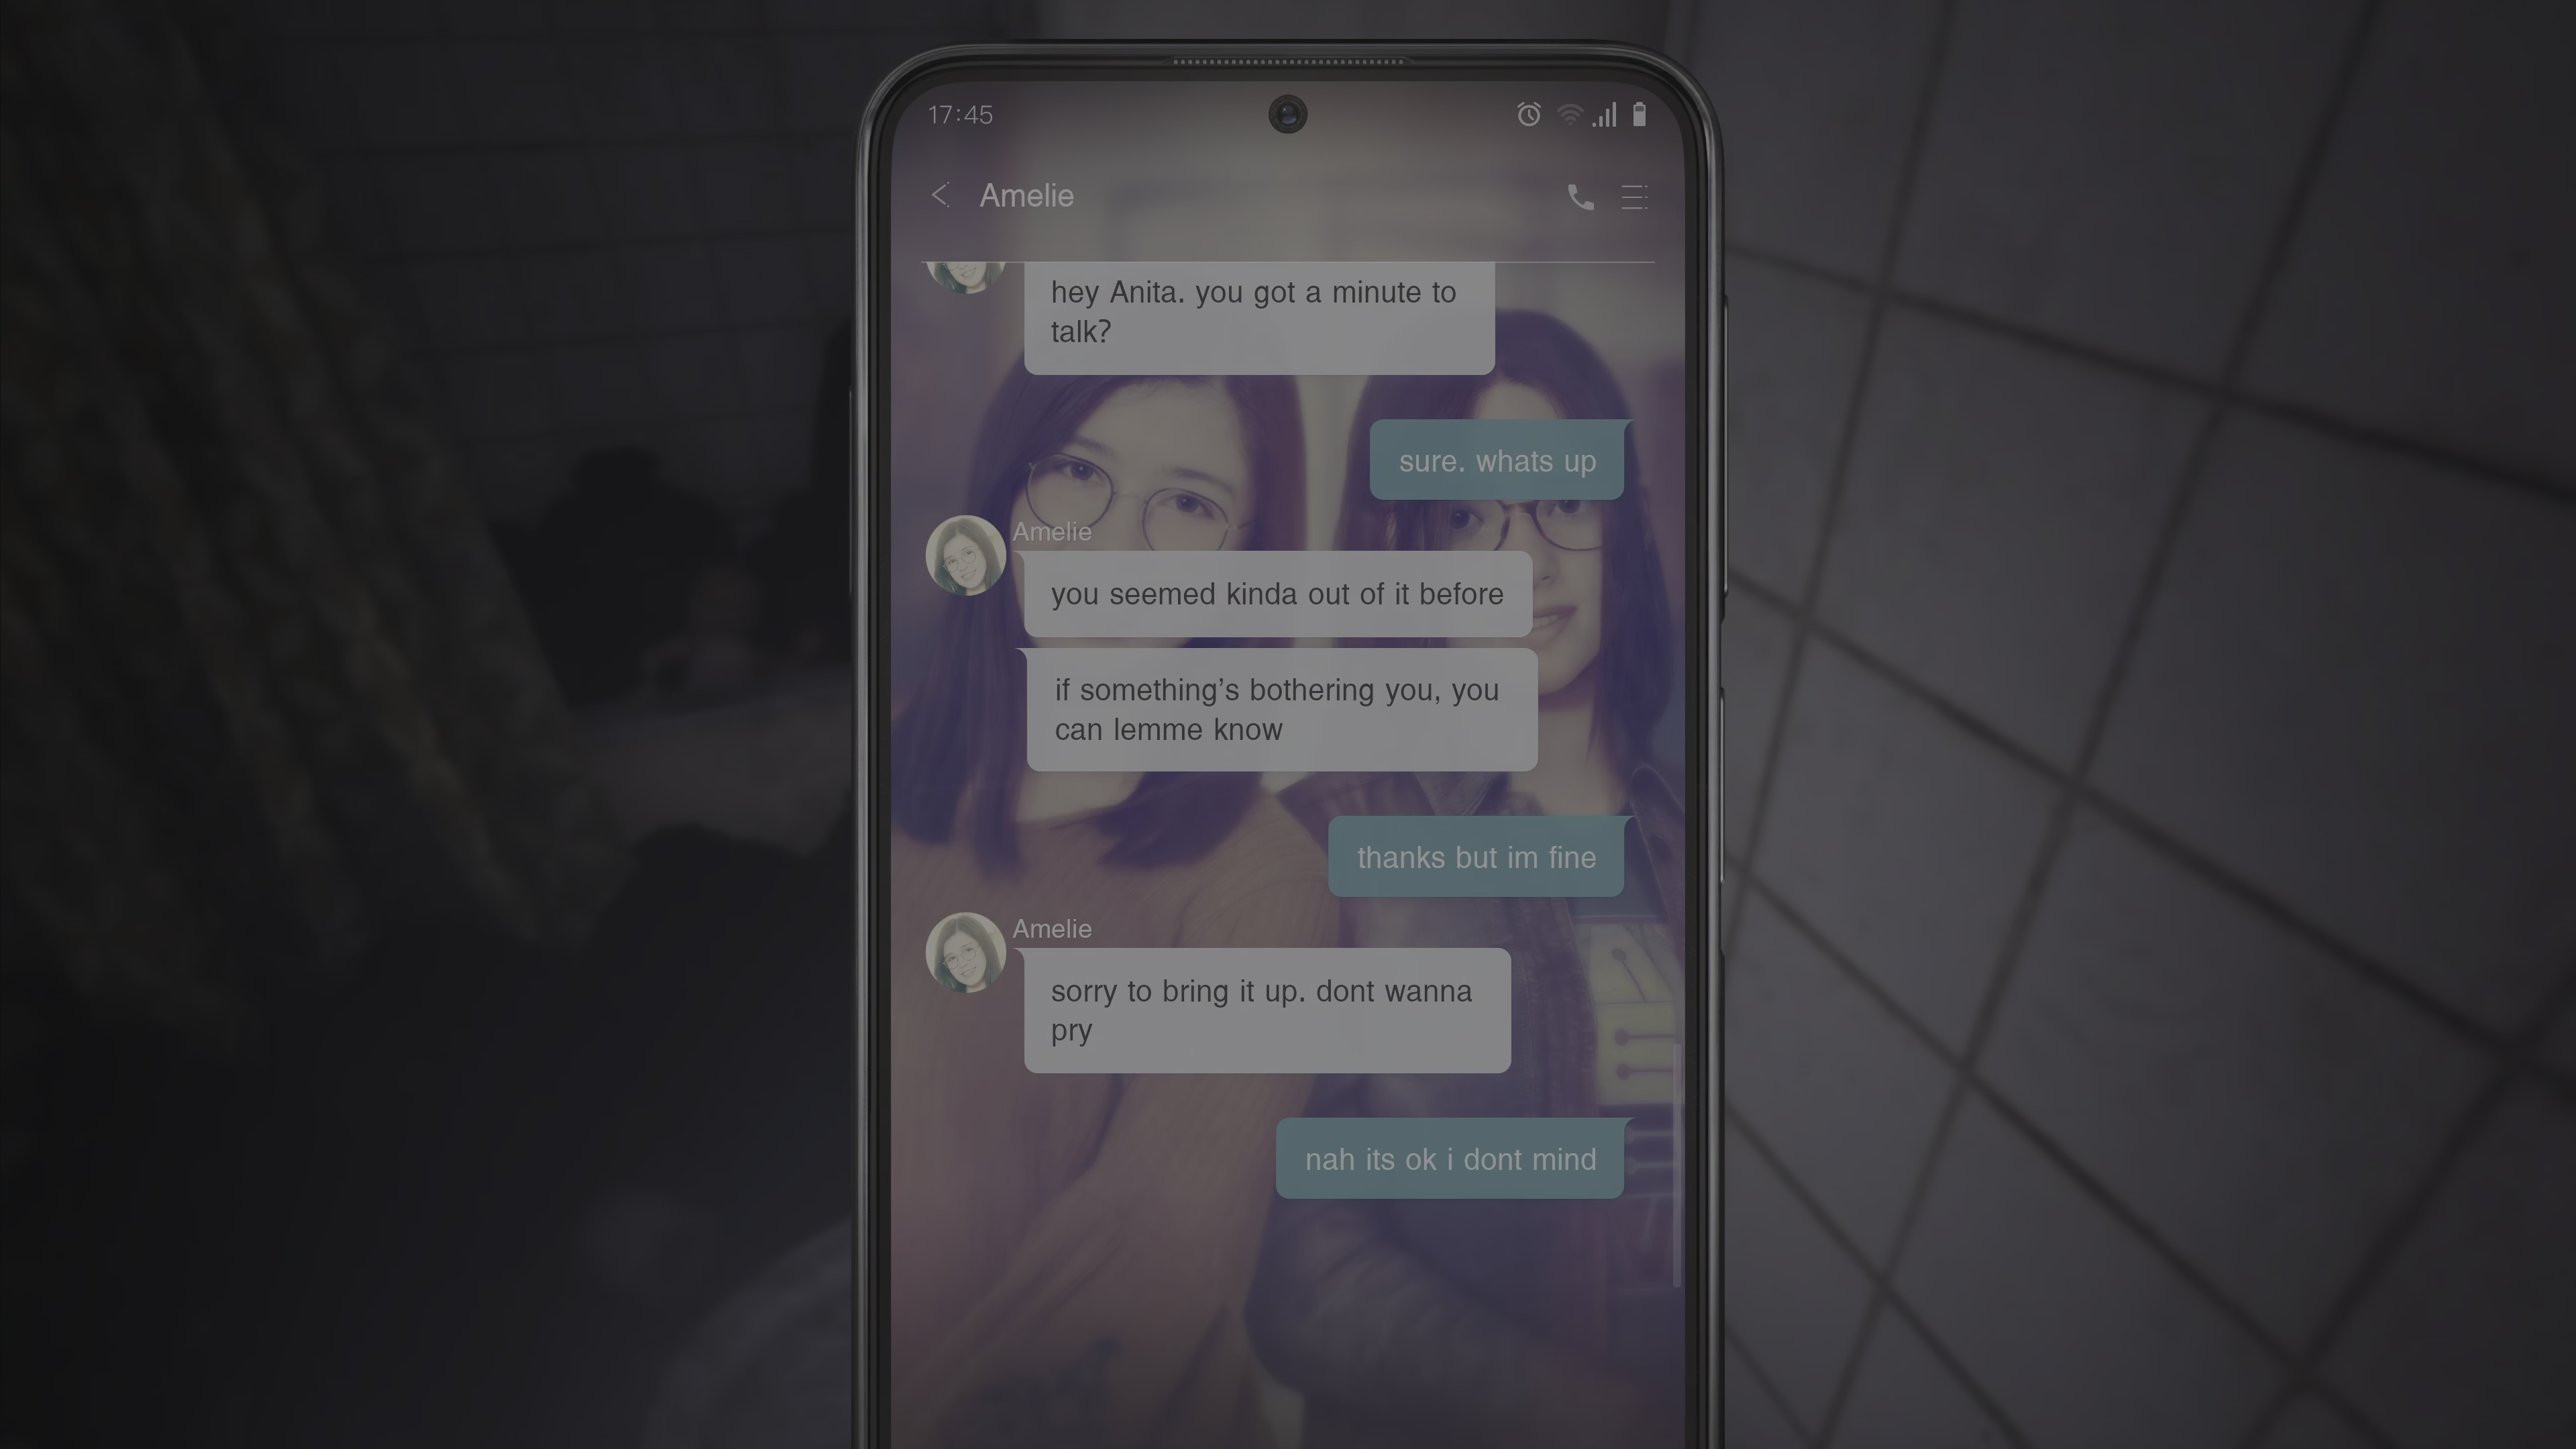 17:45
Amelie
hey Anita. you got a minute to
talk?
sure. whats up
Amelie
you seemed kinda out of it before
if something’s bothering you, you
can lemme know
thanks but im fine
Amelie
sorry to bring it up. dont wanna
pry
nah its ok i dont mind